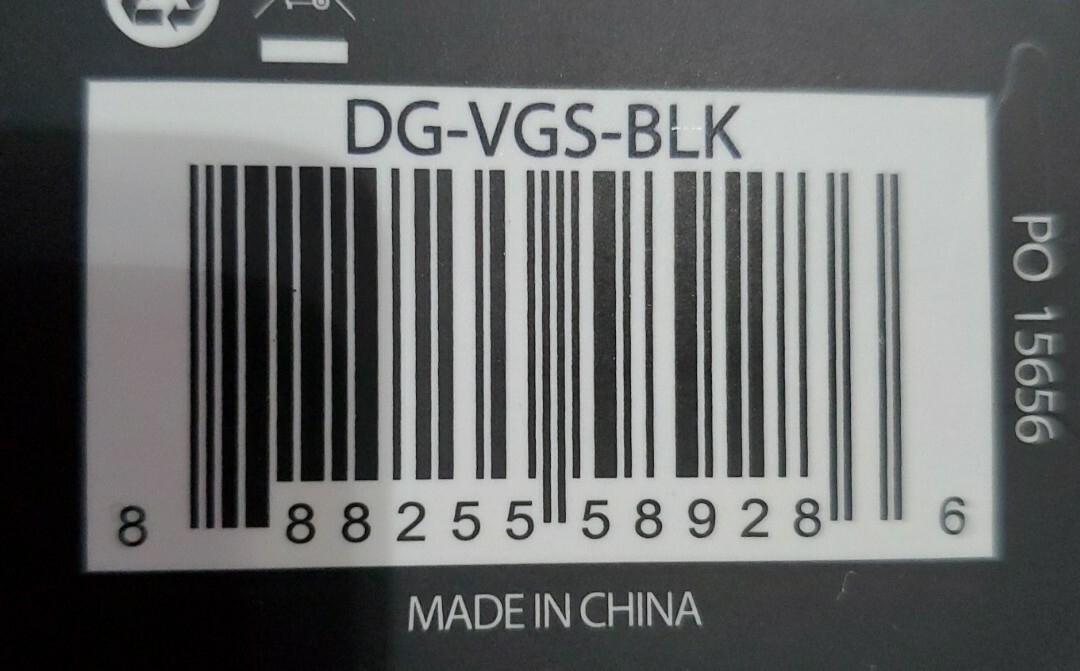 DG-VGS-BLK
8 88255 58928 6
MADE IN CHINA
PO 15656